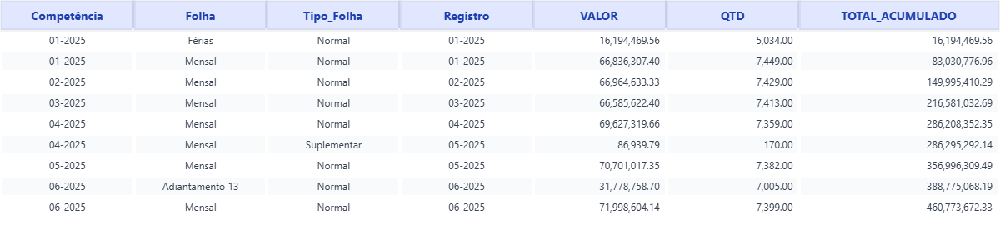 Competência Folha Tipo_Folha Registro VALOR QTD TOTAL_ACUMULADO
01-2025 Férias Normal 01-2025 16,194,469.56 5,034.00 16,194,469.56
01-2025 Mensal Normal 01-2025 66,836,307.40 7,449.00 83,030,776.96
02-2025 Mensal Normal 02-2025 66,964,633.33 7,429.00 149,995,410.29
03-2025 Mensal Normal 03-2025 66,585,622.40 7,413.00 216,581,032.69
04-2025 Mensal Normal 04-2025 69,627,319.66 7,359.00 286,208,352.35
04-2025 Mensal Suplementar 05-2025 86,939.79 170.00 286,295,292.14
05-2025 Mensal Normal 05-2025 70,701,017.35 7,382.00 356,996,309.49
06-2025 Adiantamento 13 Normal 06-2025 31,778,758.70 7,005.00 388,775,068.19
06-2025 Mensal Normal 06-2025 71,998,604.14 7,399.00 460,773,672.33